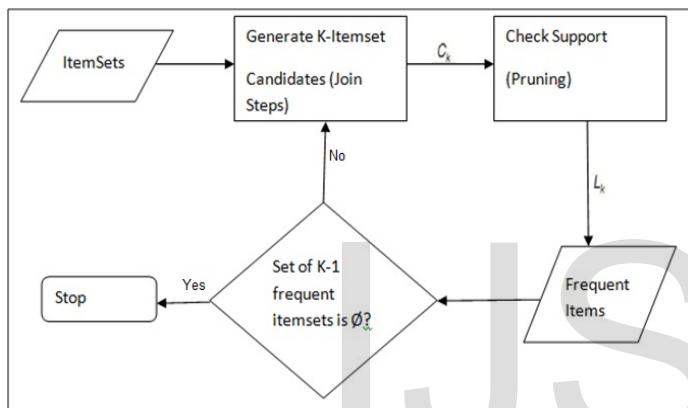 ItemSets
Generate K-Itemset
Candidates (Join
Steps)
Cₖ
Check Support
(Pruning)
No
Lₖ
Set of K-1
frequent
itemsets is Ø?
Yes
Stop
Frequent
Items
IJS